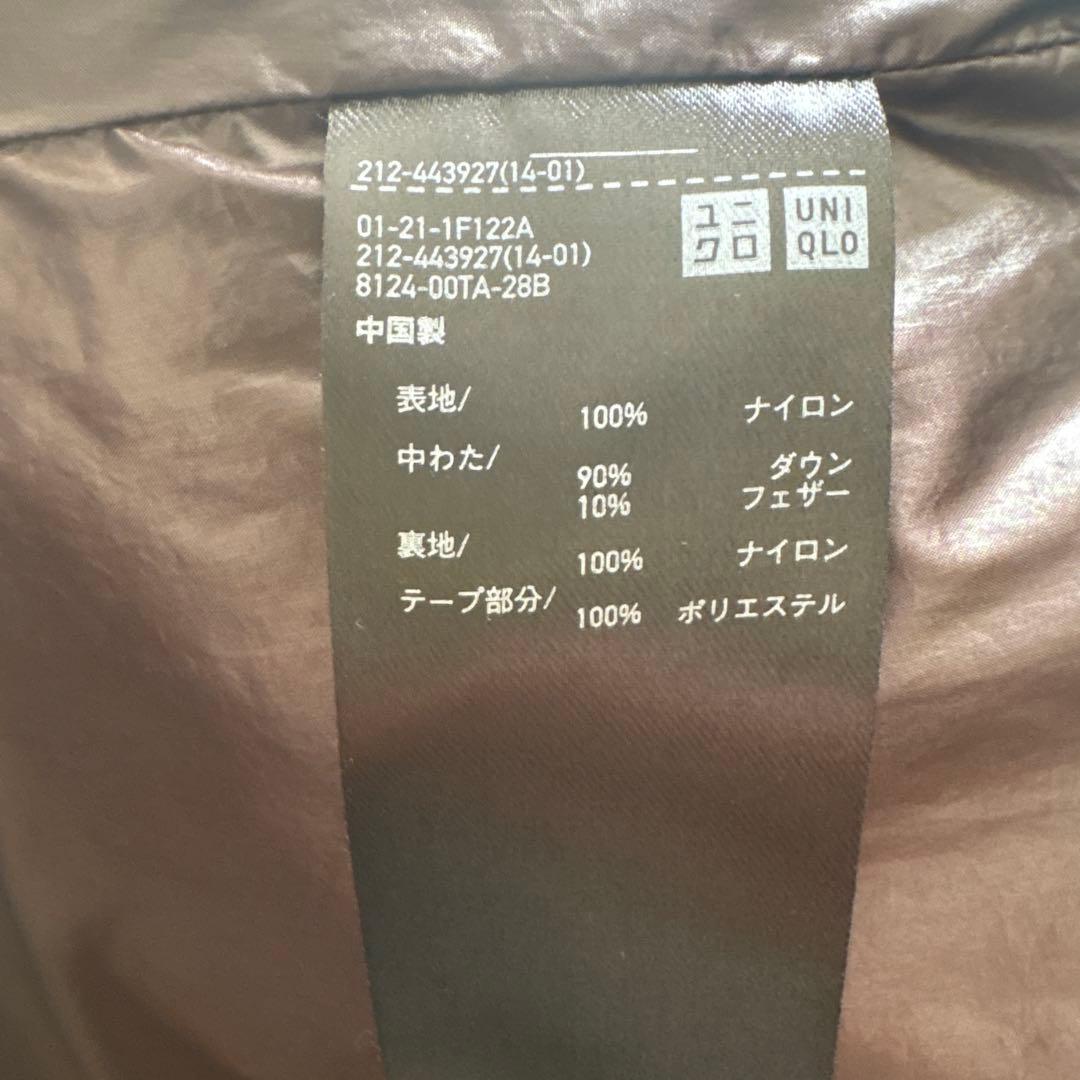 212-443927(14-01)
01-21-1F122A
212-443927(14-01)
8124-00TA-28B
ユニ
クロ
UNI
QLO
中国製
表地/ 100% ナイロン
中わた/ 90% ダウン
10% フェザー
裏地/ 100% ナイロン
テープ部分/ 100% ポリエステル